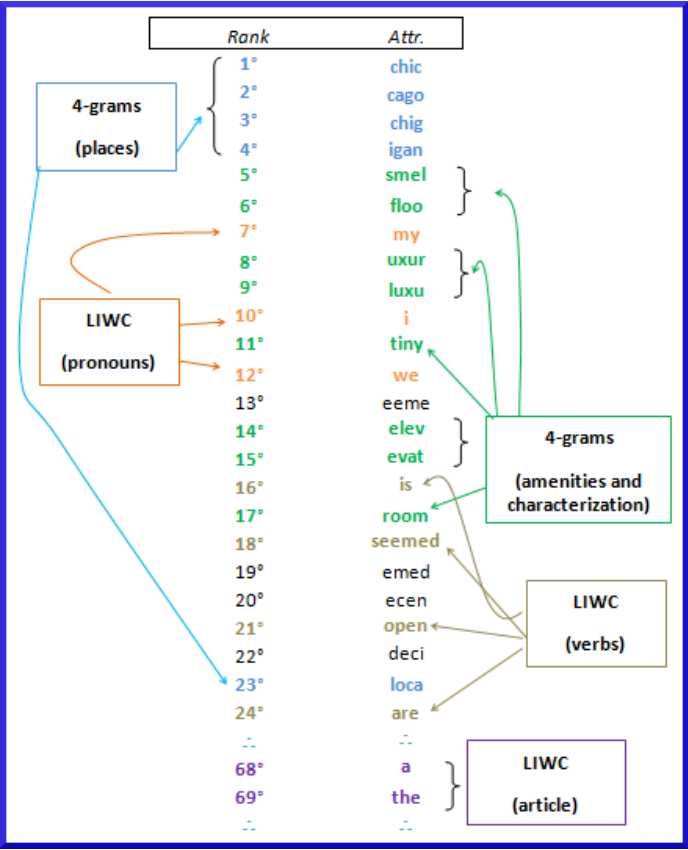 Rank Attr.
1° chic
2° cago
3° chig
4° igan
5° smel
6° floo
7° my
8° uxur
9° luxu
10° i
11° tiny
12° we
13° eeme
14° elev
15° evat
16° is
17° room
18° seemed
19° emed
20° ecen
21° open
22° deci
23° loca
24° are
68° a
69° the
4-grams
(places)
LIWC
(pronouns)
4-grams
(amenities and
characterization)
LIWC
(verbs)
LIWC
(article)